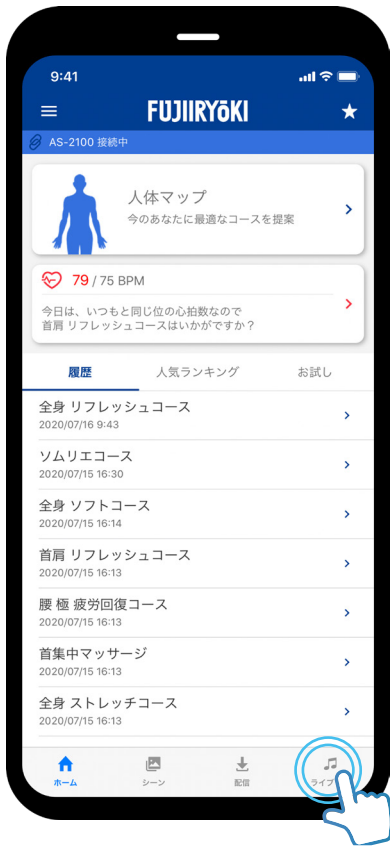 9:41
FUJIIRYōKI
AS-2100 接続中
人体マップ
今のあなたに最適なコースを提案
79 / 75 BPM
今日は、いつもと同じ位の心拍数なので
首肩 リフレッシュコースはいかがですか？
履歴 人気ランキング お試し
全身 リフレッシュコース
2020/07/16 9:43
ソムリエコース
2020/07/15 16:30
全身 ソフトコース
2020/07/15 16:14
首肩 リフレッシュコース
2020/07/15 16:13
腰 極 疲労回復コース
2020/07/15 16:13
首集中マッサージ
2020/07/15 16:13
全身 ストレッチコース
2020/07/15 16:13
ホーム シーン 配信